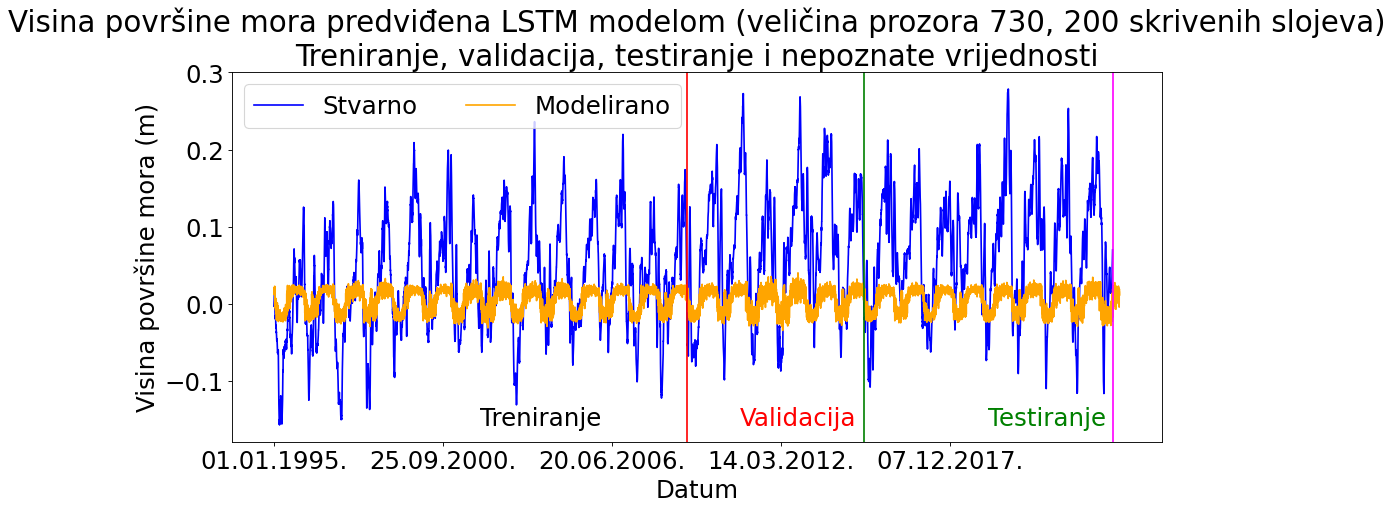 Visina površine mora predviđena LSTM modelom (veličina prozora 730, 200 skrivenih slojeva)
Treniranje, validacija, testiranje i nepoznate vrijednosti
Stvarno
Modelirano
Visina površine mora (m)
0.3
0.2
0.1
0.0
−0.1
Treniranje
Validacija
Testiranje
01.01.1995.
25.09.2000.
20.06.2006.
14.03.2012.
07.12.2017.
Datum